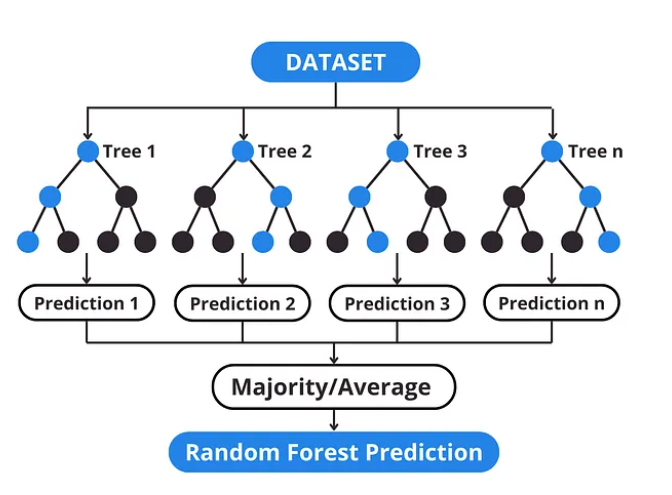 DATASET
Tree 1
Tree 2
Tree 3
Tree n
Prediction 1
Prediction 2
Prediction 3
Prediction n
Majority/Average
Random Forest Prediction